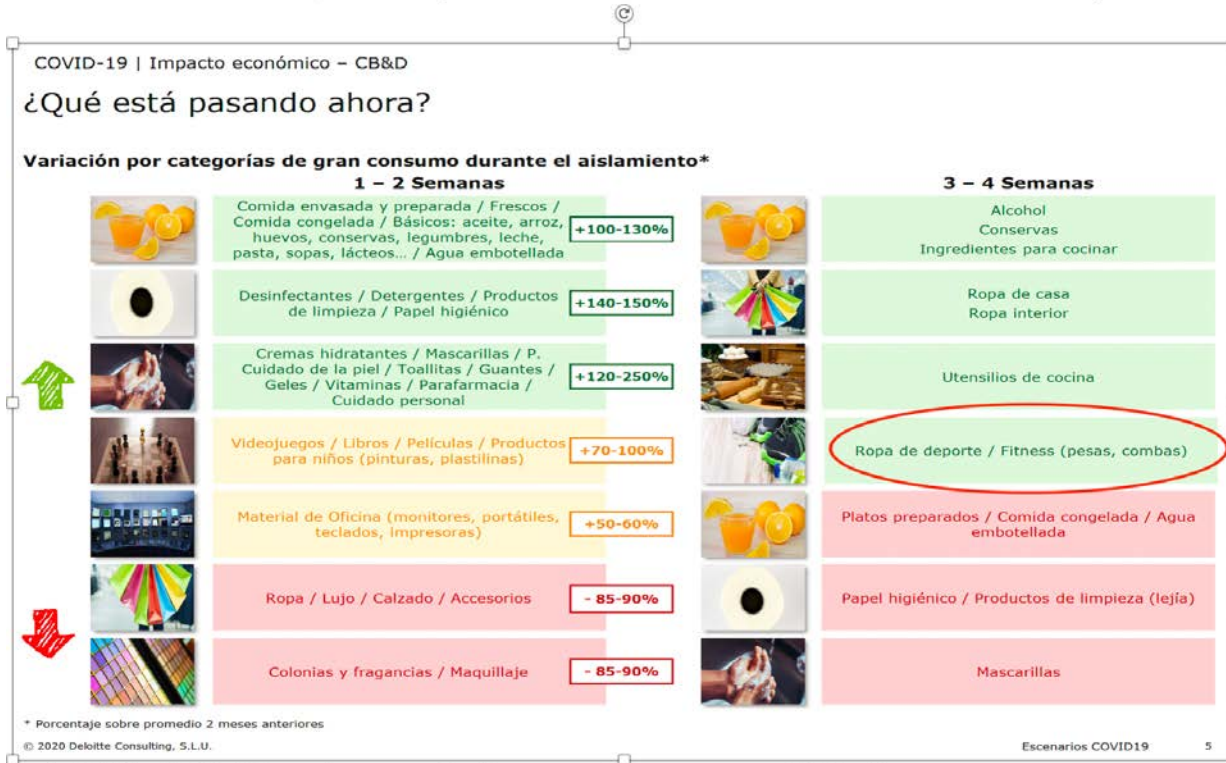 COVID-19 | Impacto económico – CB&D
¿Qué está pasando ahora?
Variación por categorías de gran consumo durante el aislamiento*
1 – 2 Semanas
Comida envasada y preparada / Frescos /
Comida congelada / Básicos: aceite, arroz,
huevos, conservas, legumbres, leche,
pasta, sopas, lácteos... / Agua embotellada
+100-130%
Desinfectantes / Detergentes / Productos
de limpieza / Papel higiénico
+140-150%
Cremas hidratantes / Mascarillas / P.
Cuidado de la piel / Toallitas / Guantes /
Geles / Vitaminas / Parafarmacia /
Cuidado personal
+120-250%
Videojuegos / Libros / Películas / Productos
para niños (pinturas, plastilinas)
+70-100%
Material de Oficina (monitores, portátiles,
teclados, impresoras)
+50-60%
Ropa / Lujo / Calzado / Accesorios
- 85-90%
Colonias y fragancias / Maquillaje
- 85-90%
3 – 4 Semanas
Alcohol
Conservas
Ingredientes para cocinar
Ropa de casa
Ropa interior
Utensilios de cocina
Ropa de deporte / Fitness (pesas, combas)
Platos preparados / Comida congelada / Agua
embotellada
Papel higiénico / Productos de limpieza (lejía)
Mascarillas
* Porcentaje sobre promedio 2 meses anteriores
© 2020 Deloitte Consulting, S.L.U.
Escenarios COVID19
5